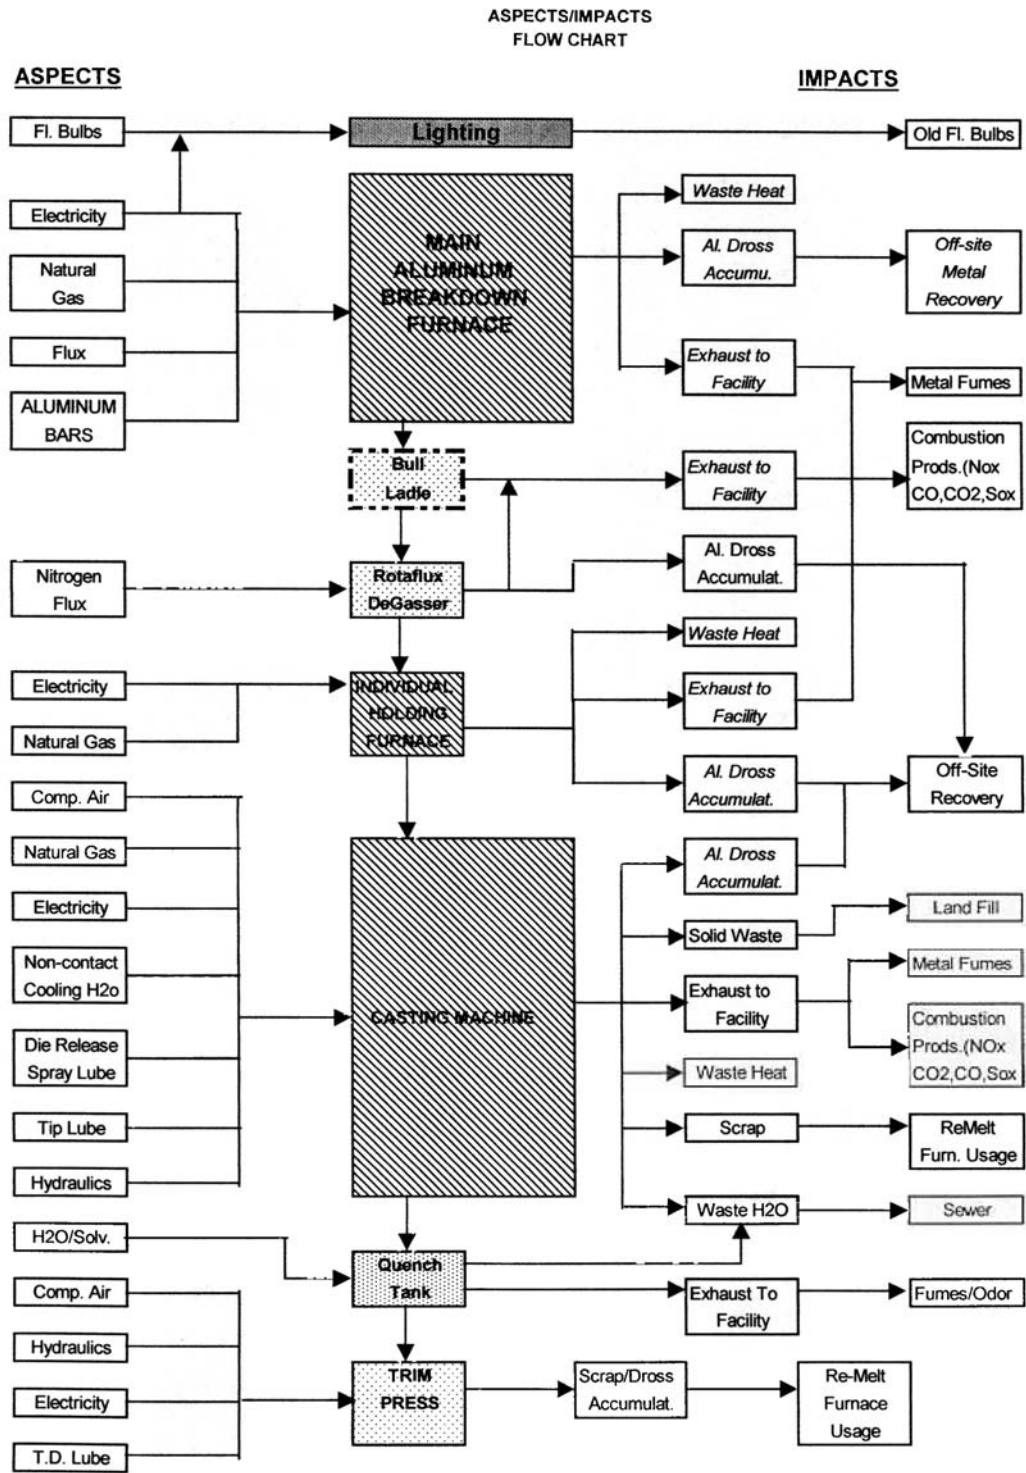 ASPECTS/IMPACTS
FLOW CHART
ASPECTS
IMPACTS
Fl. Bulbs
Lighting
Old Fl. Bulbs
Electricity
Natural
Gas
Flux
ALUMINUM
BARS
MAIN
ALUMINUM
BREAKDOWN
FURNACE
Waste Heat
Al. Dross
Accumu.
Off-site
Metal
Recovery
Exhaust to
Facility
Metal Fumes
Bull
Ladle
Exhaust to
Facility
Combustion
Prods.(Nox
CO,CO2,Sox
Nitrogen
Flux
Rotaflux
DeGasser
Al. Dross
Accumulat.
Waste Heat
Electricity
Natural Gas
INDIVIDUAL
HOLDING
FURNACE
Exhaust to
Facility
Al. Dross
Accumulat.
Off-Site
Recovery
Comp. Air
Natural Gas
Electricity
Non-contact
Cooling H2o
Die Release
Spray Lube
Tip Lube
Hydraulics
CASTING MACHINE
Al. Dross
Accumulat.
Solid Waste
Land Fill
Exhaust to
Facility
Metal Fumes
Combustion
Prods.(NOx
CO2,CO,Sox
Waste Heat
Scrap
ReMelt
Furn. Usage
Waste H2O
Sewer
H2O/Solv.
Quench
Tank
Exhaust To
Facility
Fumes/Odor
Comp. Air
Hydraulics
Electricity
T.D. Lube
TRIM
PRESS
Scrap/Dross
Accumulat.
Re-Melt
Furnace
Usage